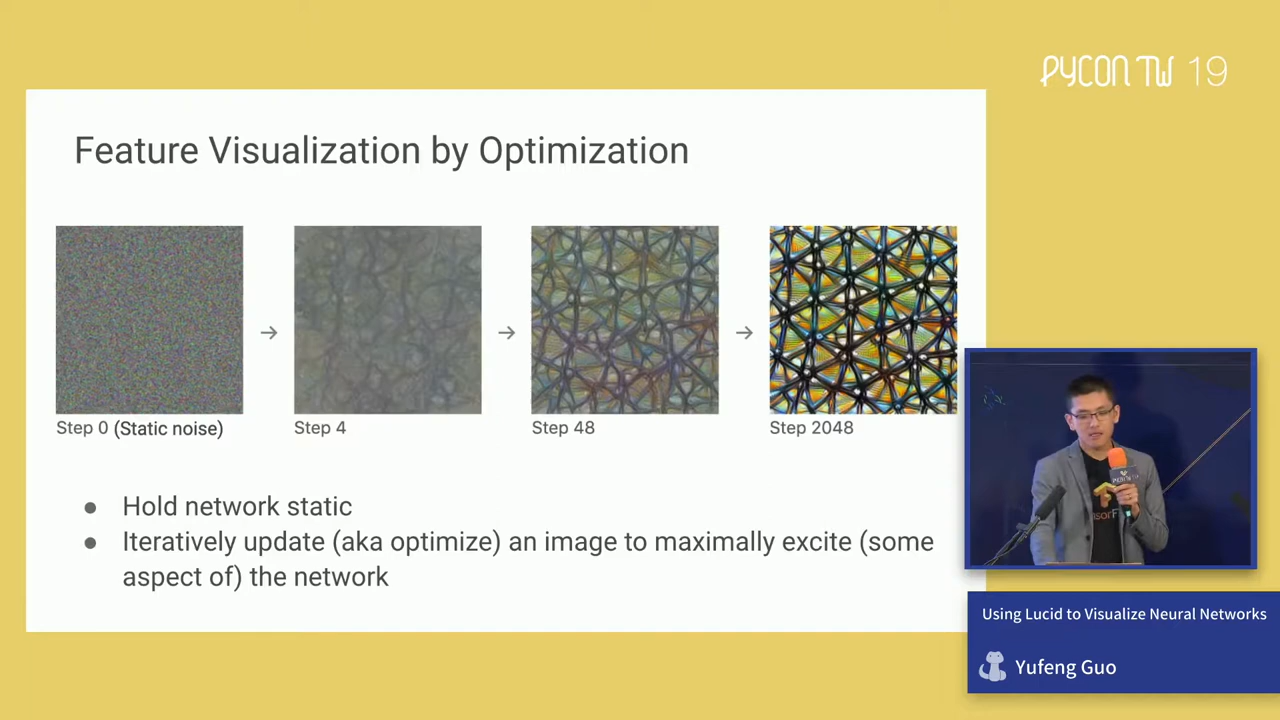 PYCON TW 19
Feature Visualization by Optimization
Step 0 (Static noise)
Step 4
Step 48
Step 2048
● Hold network static
● Iteratively update (aka optimize) an image to maximally excite (some
aspect of) the network
Using Lucid to Visualize Neural Networks
Yufeng Guo